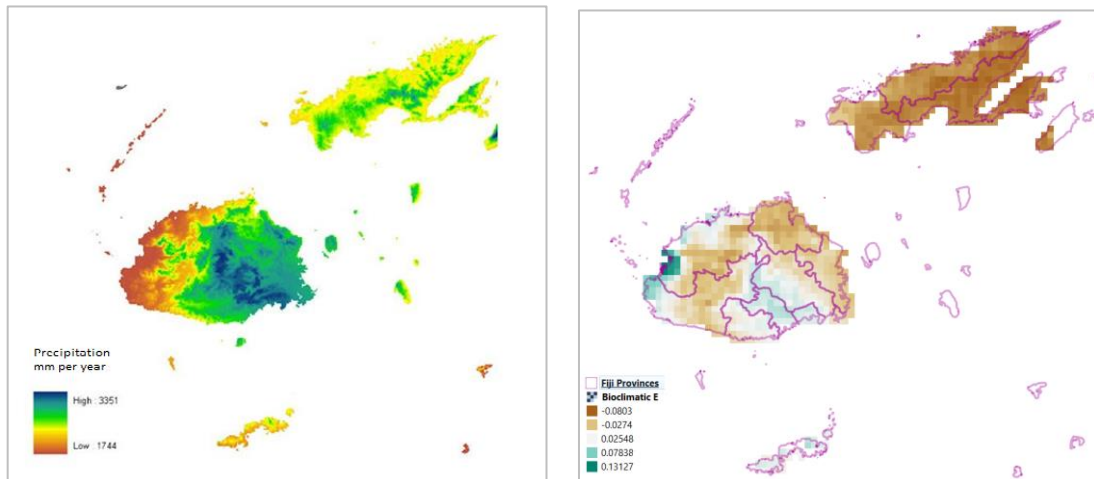 Precipitation
mm per year
High : 3351
Low : 1744
Fiji Provinces
Bioclimatic E
-0.0803
-0.0274
0.02548
0.07838
0.13127